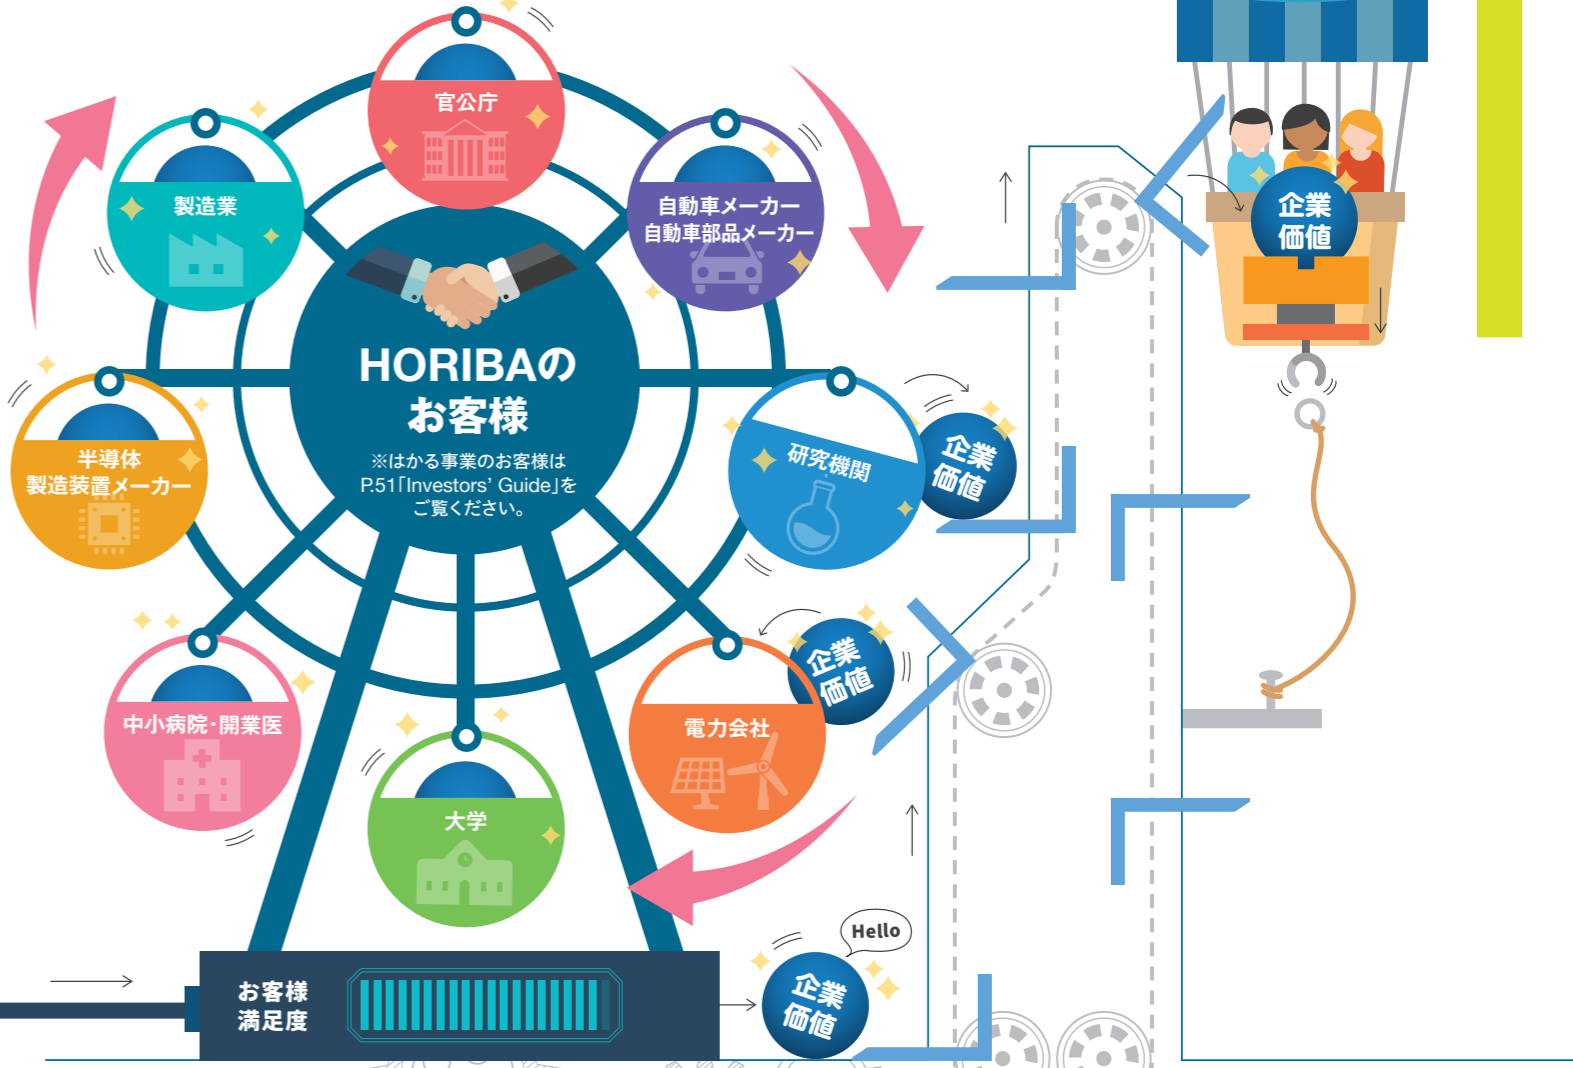 官公庁
製造業
自動車メーカー
自動車部品メーカー
企業
価値
HORIBAの
お客様
※はかる事業のお客様は
P.51「Investors’ Guide」を
ご覧ください。
半導体
製造装置メーカー
研究機関
企業
価値
企業
価値
中小病院・開業医
電力会社
大学
Hello
お客様
満足度
企業
価値